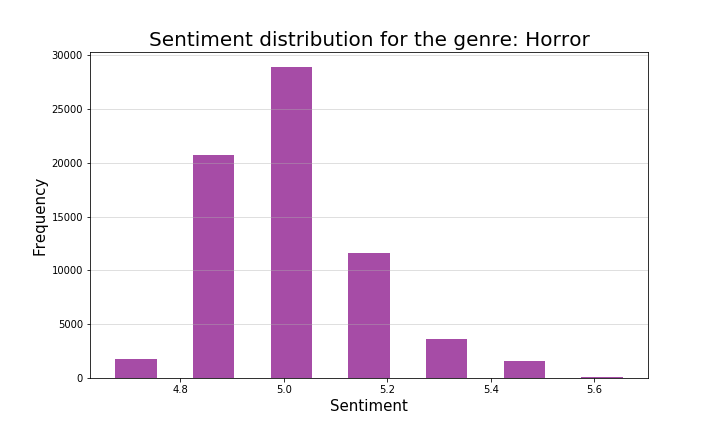 Sentiment distribution for the genre: Horror
30000
25000
20000
15000
10000
5000
0
Frequency
4.8 5.0 5.2 5.4 5.6
Sentiment